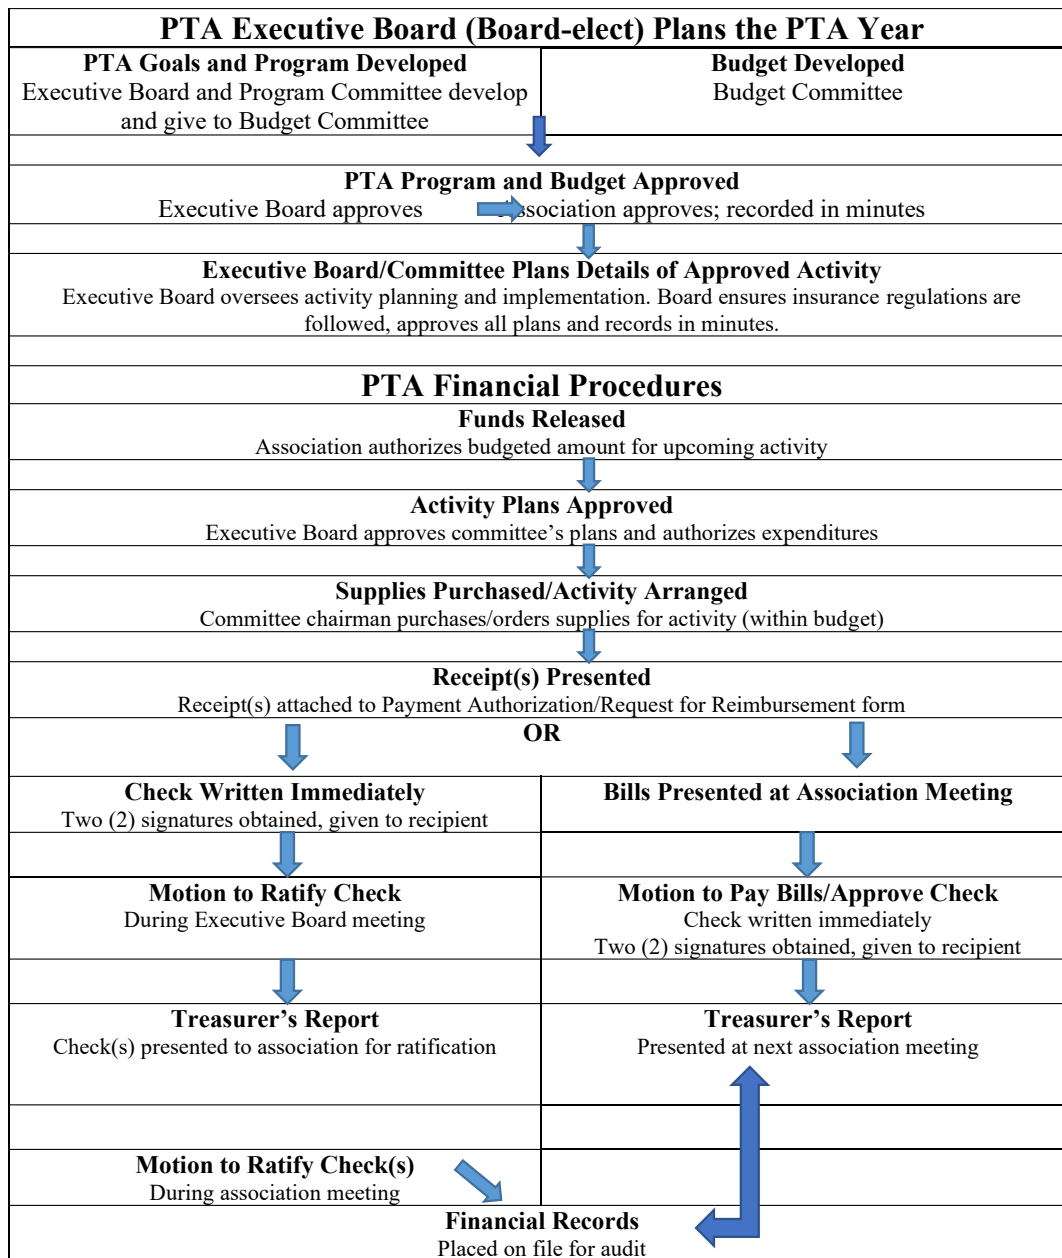 PTA Executive Board (Board-elect) Plans the PTA Year
PTA Goals and Program Developed
Executive Board and Program Committee develop
and give to Budget Committee
Budget Developed
Budget Committee
PTA Program and Budget Approved
Executive Board approves ssociation approves; recorded in minutes
Executive Board/Committee Plans Details of Approved Activity
Executive Board oversees activity planning and implementation. Board ensures insurance regulations are
followed, approves all plans and records in minutes.
PTA Financial Procedures
Funds Released
Association authorizes budgeted amount for upcoming activity
Activity Plans Approved
Executive Board approves committee’s plans and authorizes expenditures
Supplies Purchased/Activity Arranged
Committee chairman purchases/orders supplies for activity (within budget)
Receipt(s) Presented
Receipt(s) attached to Payment Authorization/Request for Reimbursement form
OR
Check Written Immediately
Two (2) signatures obtained, given to recipient
Bills Presented at Association Meeting
Motion to Ratify Check
During Executive Board meeting
Motion to Pay Bills/Approve Check
Check written immediately
Two (2) signatures obtained, given to recipient
Treasurer’s Report
Check(s) presented to association for ratification
Treasurer’s Report
Presented at next association meeting
Motion to Ratify Check(s)
During association meeting
Financial Records
Placed on file for audit